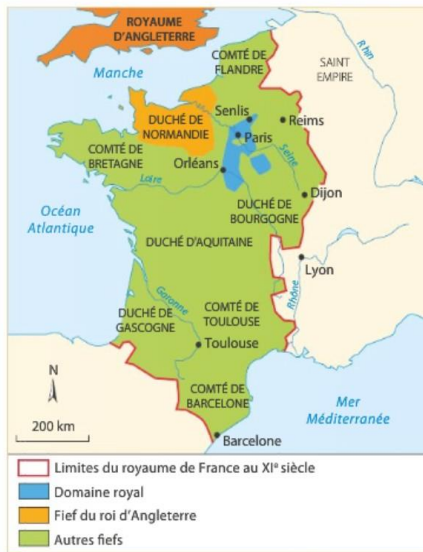 ROYAUME
D'ANGLETERRE
COMTÉ
DE
FLANDRE
Rhin
SAINT
EMPIRE
Manche
DUCHÉ DE
NORMANDIE
Senlis
Reims
Paris
COMTÉ DE
BRETAGNE
Orléans
Seine
Loire
Dijon
DUCHÉ DE
BOURGOGNE
Océan
Atlantique
DUCHÉ D'AQUITAINE
Lyon
Rhône
Garonne
DUCHÉ DE
GASCOGNE
COMTÉ DE
TOULOUSE
Toulouse
N
200 km
COMTÉ DE
BARCELONE
Mer
Méditerranée
Barcelone
Limites du royaume de France au XIe siècle
Domaine royal
Fief du roi d'Angleterre
Autres fiefs